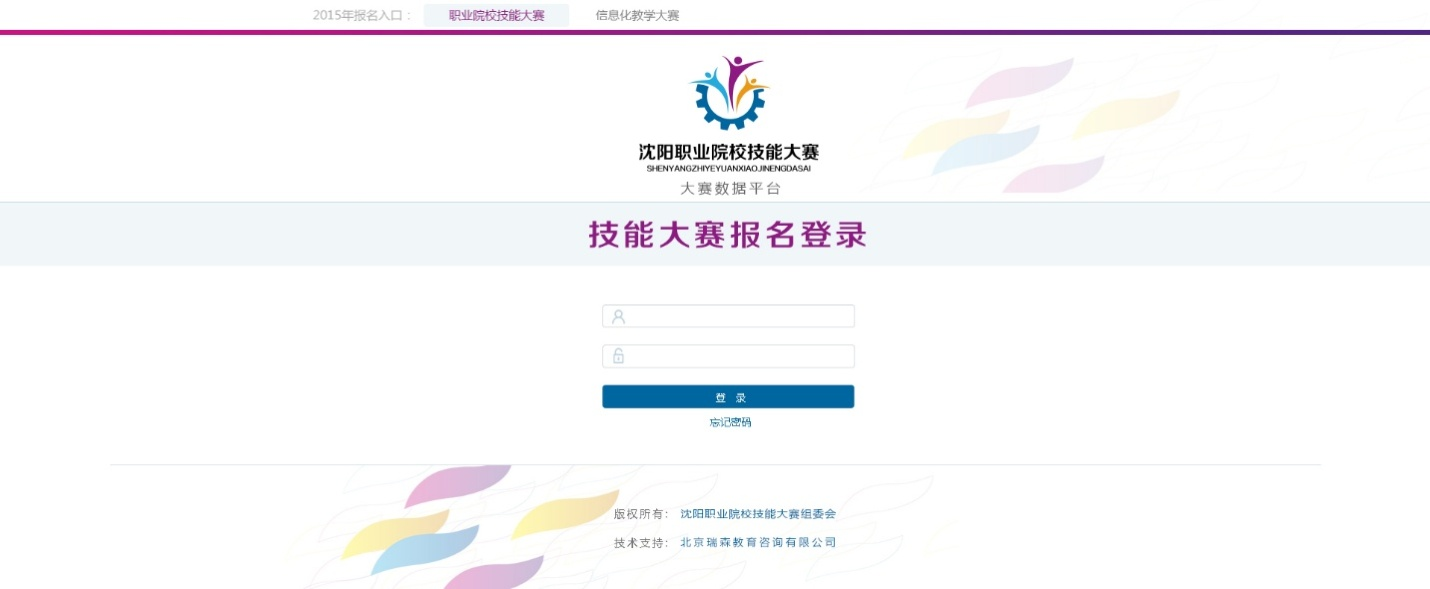 2015年报名入口： 职业院校技能大赛 信息化教学大赛
沈阳职业院校技能大赛
SHENYANGZHIYEYUANXIAOJINENGDASAI
大赛数据平台
技能大赛报名登录
登 录
忘记密码
版权所有： 沈阳职业院校技能大赛组委会
技术支持： 北京瑞森教育咨询有限公司